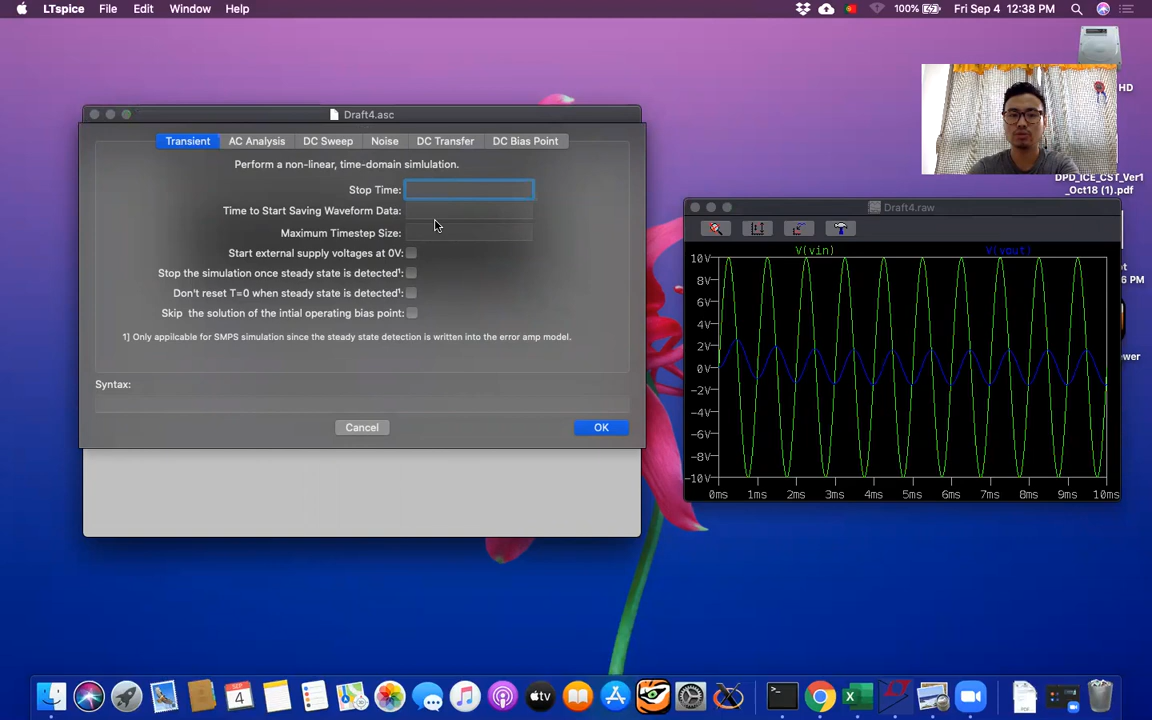 LTspice File Edit Window Help
100% Fri Sep 4 12:38 PM
HD
DPD_ICE_CST_Ver1
_Oct18 (1).pdf
Draft4.asc
Transient AC Analysis DC Sweep Noise DC Transfer DC Bias Point
Perform a non-linear, time-domain simlulation.
Stop Time:
Time to Start Saving Waveform Data:
Maximum Timestep Size:
Start external supply voltages at 0V:
Stop the simulation once steady state is detected¹:
Don't reset T=0 when steady state is detected¹:
Skip the solution of the intial operating bias point:
1] Only appilcable for SMPS simulation since the steady state detection is written into the error amp model.
Syntax:
Cancel OK
Draft4.raw
V(vin) V(vout)
10V
8V
6V
4V
2V
0V
-2V
-4V
-6V
-8V
-10V
0ms 1ms 2ms 3ms 4ms 5ms 6ms 7ms 8ms 9ms 10ms
SEP
4
tv